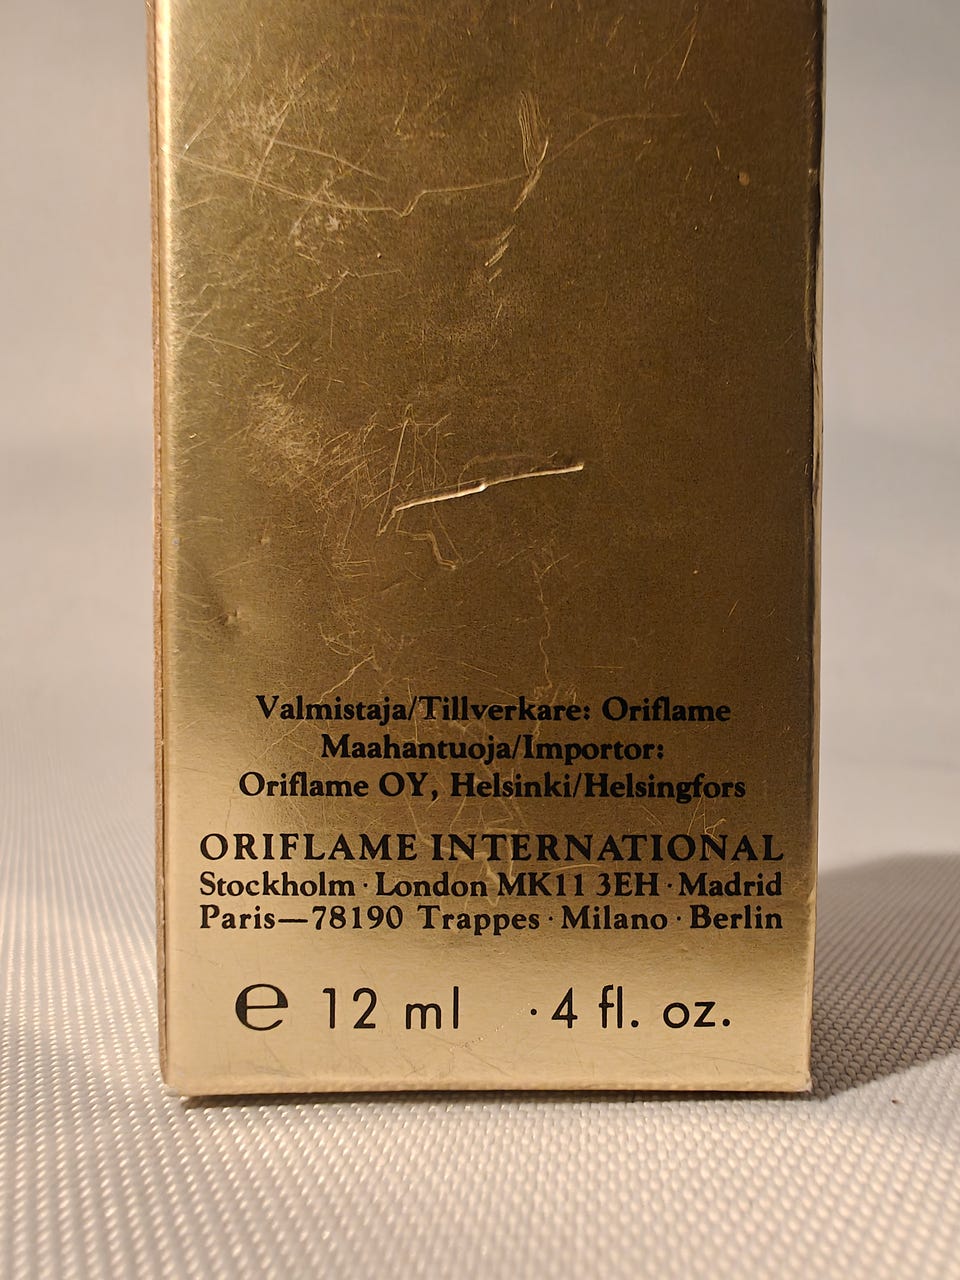 Valmistaja/Tillverkare: Oriflame
Maahantuoja/Importor:
Oriflame OY, Helsinki/Helsingfors
ORIFLAME INTERNATIONAL
Stockholm · London MK11 3EH · Madrid
Paris—78190 Trappes · Milano · Berlin
℮ 12 ml ·4 fl. oz.